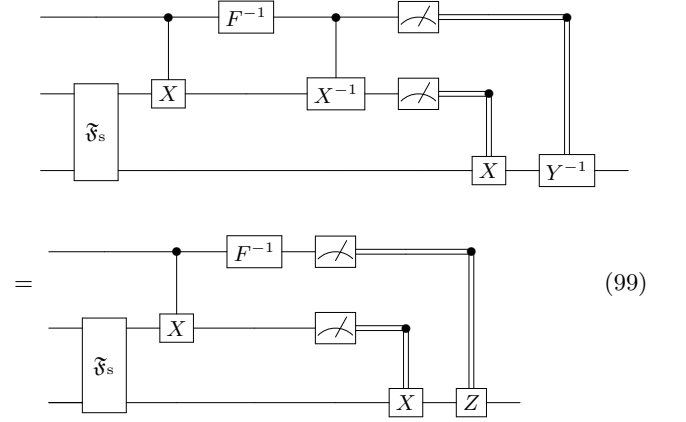 F⁻¹
X X⁻¹
𝔉s
X Y⁻¹
F⁻¹
= (99)
X
𝔉s
X Z